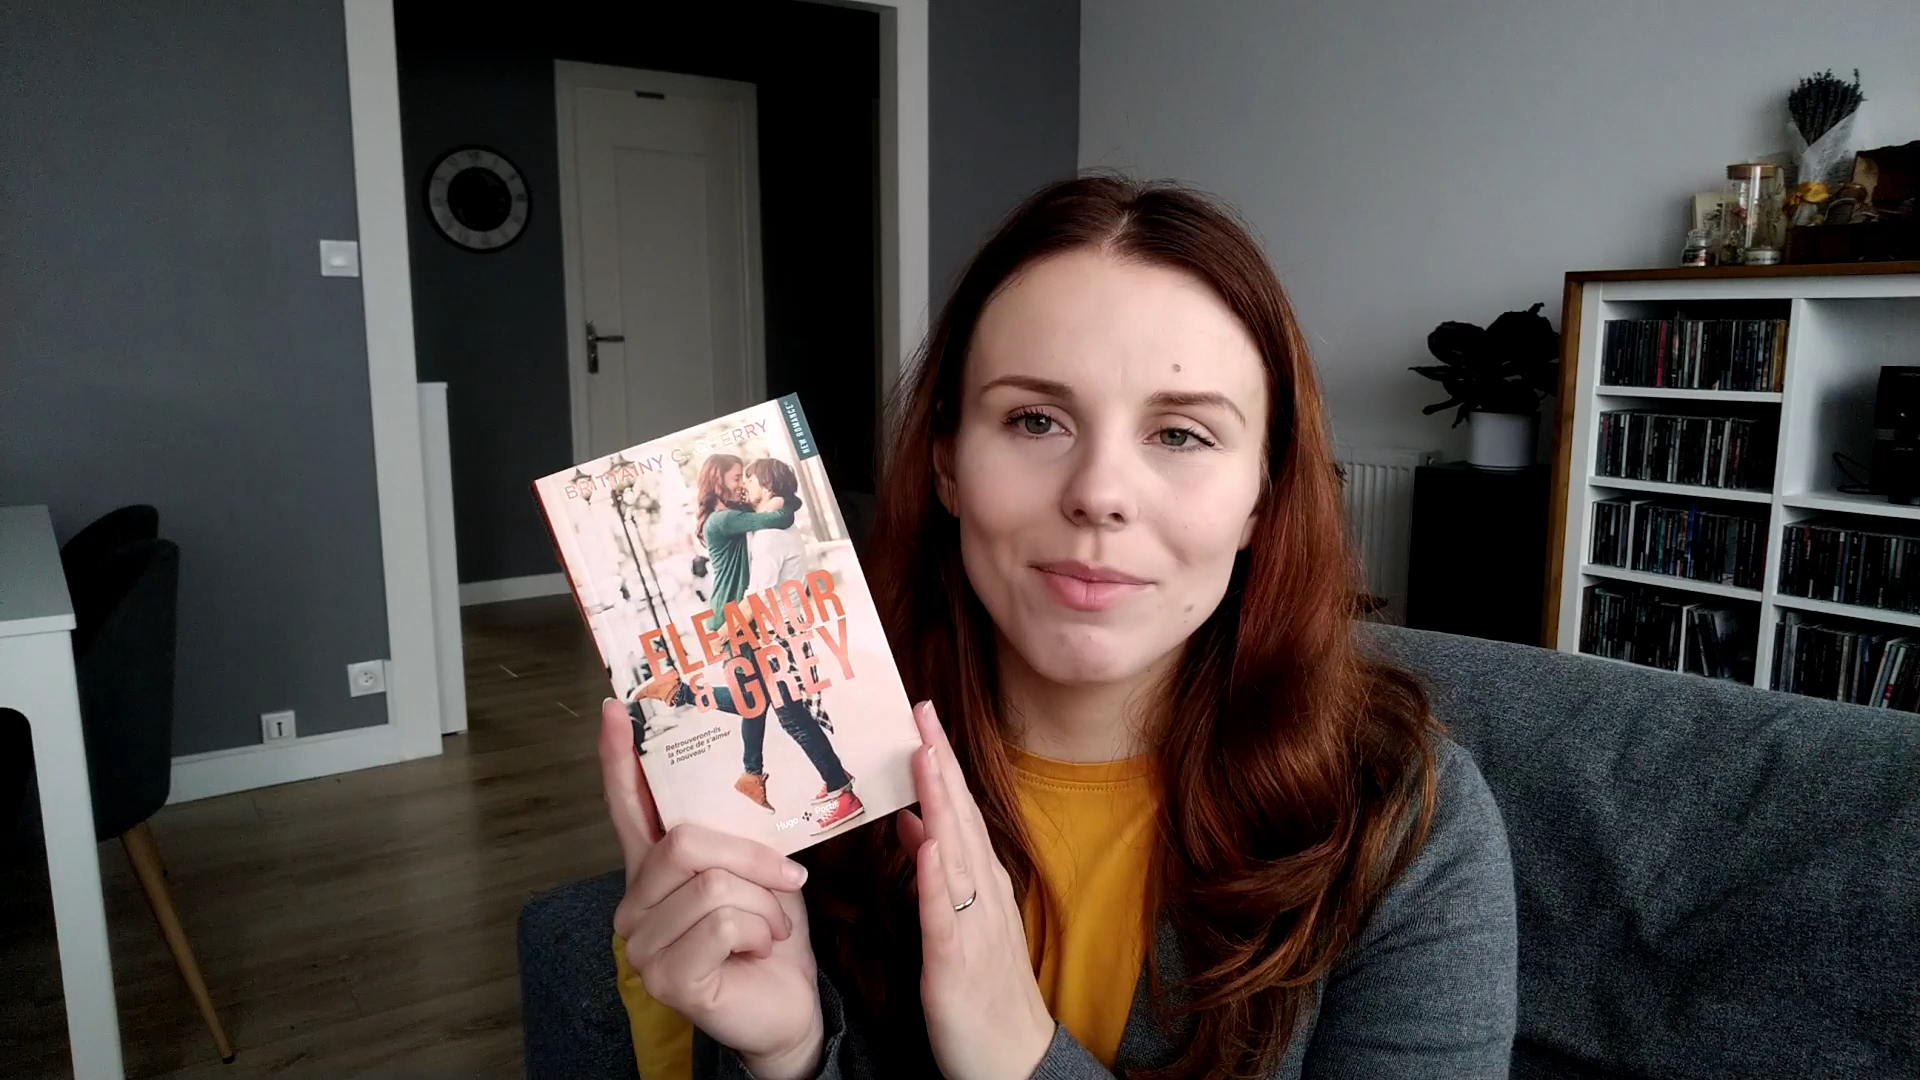 NEW ROMANCE®
BRITTAINY C. CHERRY
ELEANOR
& GREY
Retrouveront-ils
la force de s'aimer
à nouveau ?
Hugo Poche